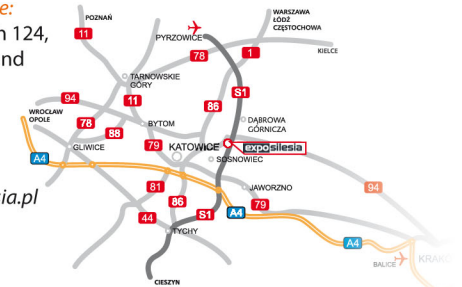 e:
n 124,
nd
sia.pl
POZNAŃ
WARSZAWA
ŁÓDŹ
CZĘSTOCHOWA
11
PYRZOWICE
78
1
KIELCE
TARNOWSKIE
GÓRY
S1
94
11
86
WROCŁAW
OPOLE
78
88
BYTOM
DĄBROWA
GÓRNICZA
79
KATOWICE
exposilesia
GLIWICE
SOSNOWIEC
A4
81
86
JAWORZNO
94
79
44
S1
A4
TYCHY
A4
BALICE
KRAK
CIESZYN